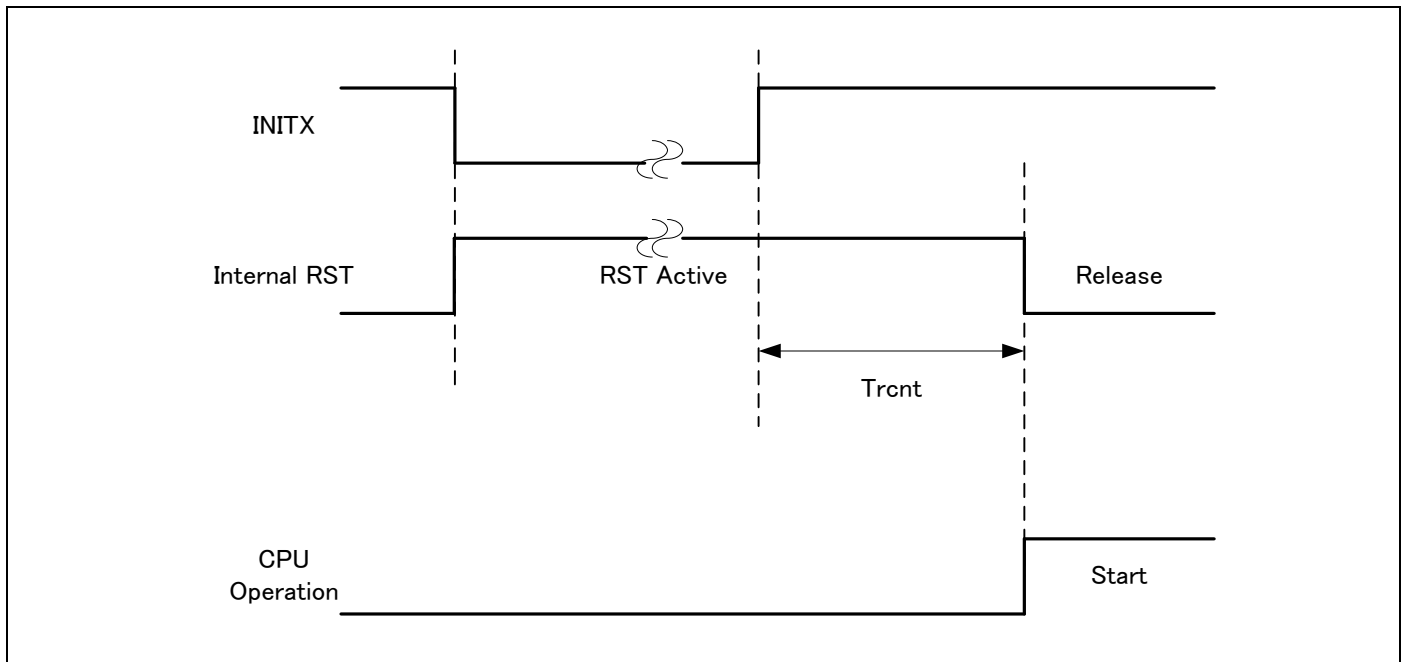 INITX
Internal RST
RST Active
Release
Trcnt
CPU
Operation
Start